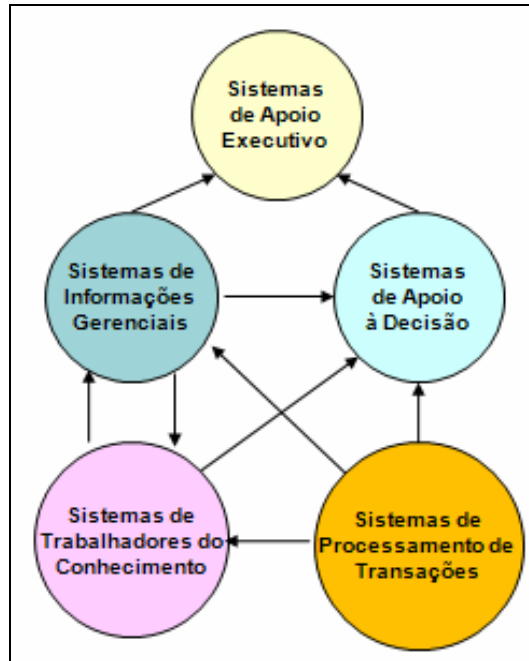 Sistemas
de Apoio
Executivo
Sistemas de
Informações
Gerenciais
Sistemas
de Apoio
à Decisão
Sistemas de
Trabalhadores do
Conhecimento
Sistemas de
Processamento de
Transações